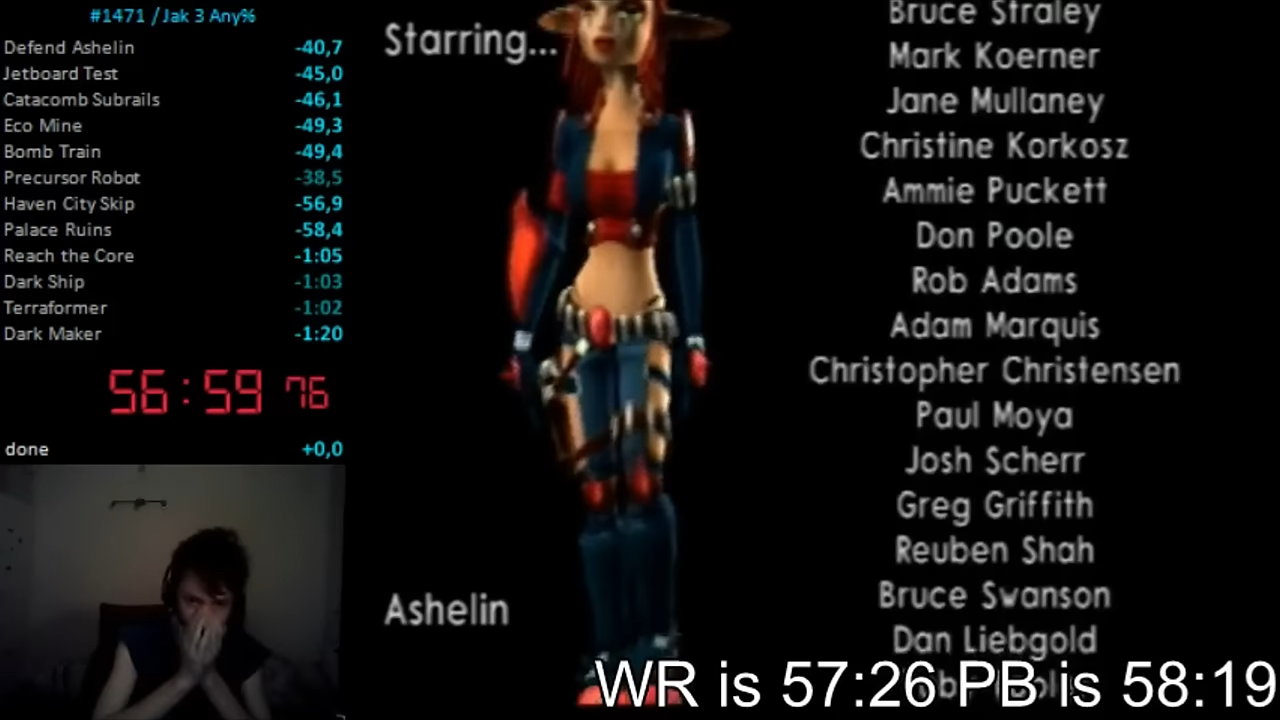 #1471 / Jak 3 Any%
Defend Ashelin -40,7
Jetboard Test -45,0
Catacomb Subrails -46,1
Eco Mine -49,3
Bomb Train -49,4
Precursor Robot -38,5
Haven City Skip -56,9
Palace Ruins -58,4
Reach the Core -1:05
Dark Ship -1:03
Terraformer -1:02
Dark Maker -1:20
56:59 76
done +0,0
Starring...
Ashelin
Bruce Straley
Mark Koerner
Jane Mullaney
Christine Korkosz
Ammie Puckett
Don Poole
Rob Adams
Adam Marquis
Christopher Christensen
Paul Moya
Josh Scherr
Greg Griffith
Reuben Shah
Bruce Swanson
Dan Liebgold
WR is 57:26 PB is 58:19